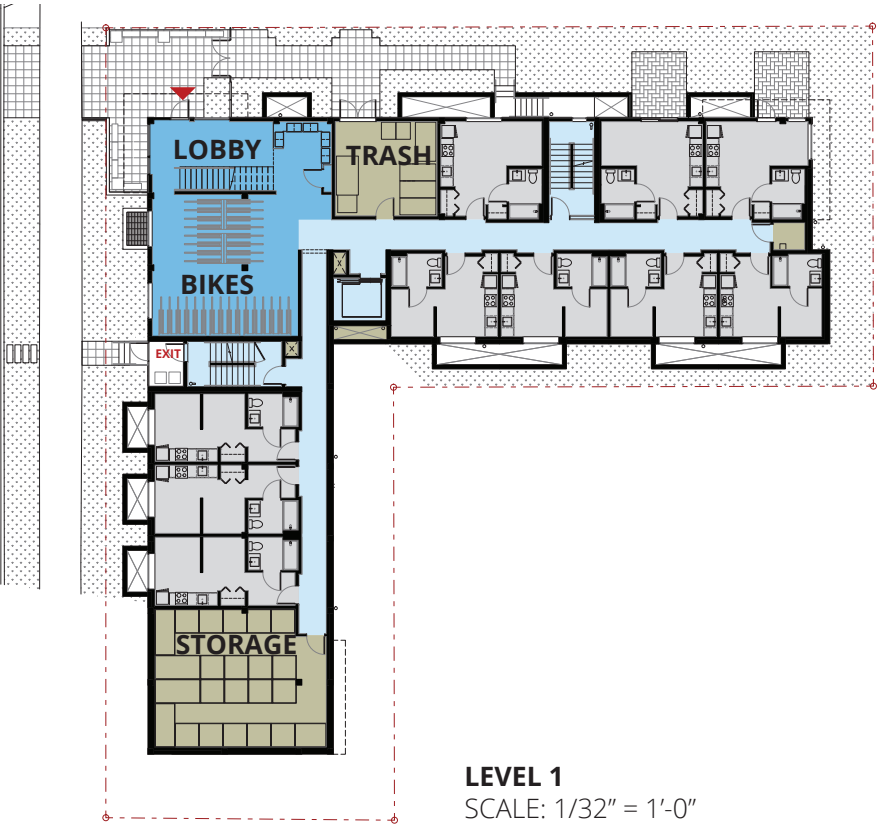 LOBBY
TRASH
BIKES
EXIT
STORAGE
LEVEL 1
SCALE: 1/32” = 1’-0”